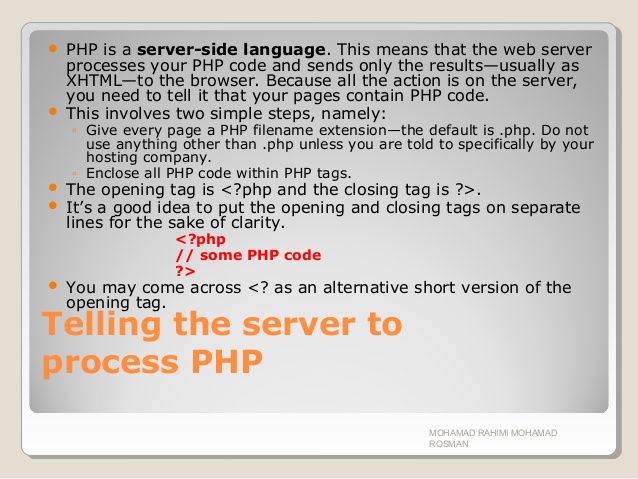 PHP is a server-side language. This means that the web server
processes your PHP code and sends only the results—usually as
XHTML—to the browser. Because all the action is on the server,
you need to tell it that your pages contain PHP code.
This involves two simple steps, namely:
Give every page a PHP filename extension—the default is .php. Do not
use anything other than .php unless you are told to specifically by your
hosting company.
Enclose all PHP code within PHP tags.
The opening tag is <?php and the closing tag is ?>.
It’s a good idea to put the opening and closing tags on separate
lines for the sake of clarity.
<?php
// some PHP code
?>
You may come across <? as an alternative short version of the
opening tag.
Telling the server to
process PHP
MOHAMAD RAHIMI MOHAMAD
ROSMAN